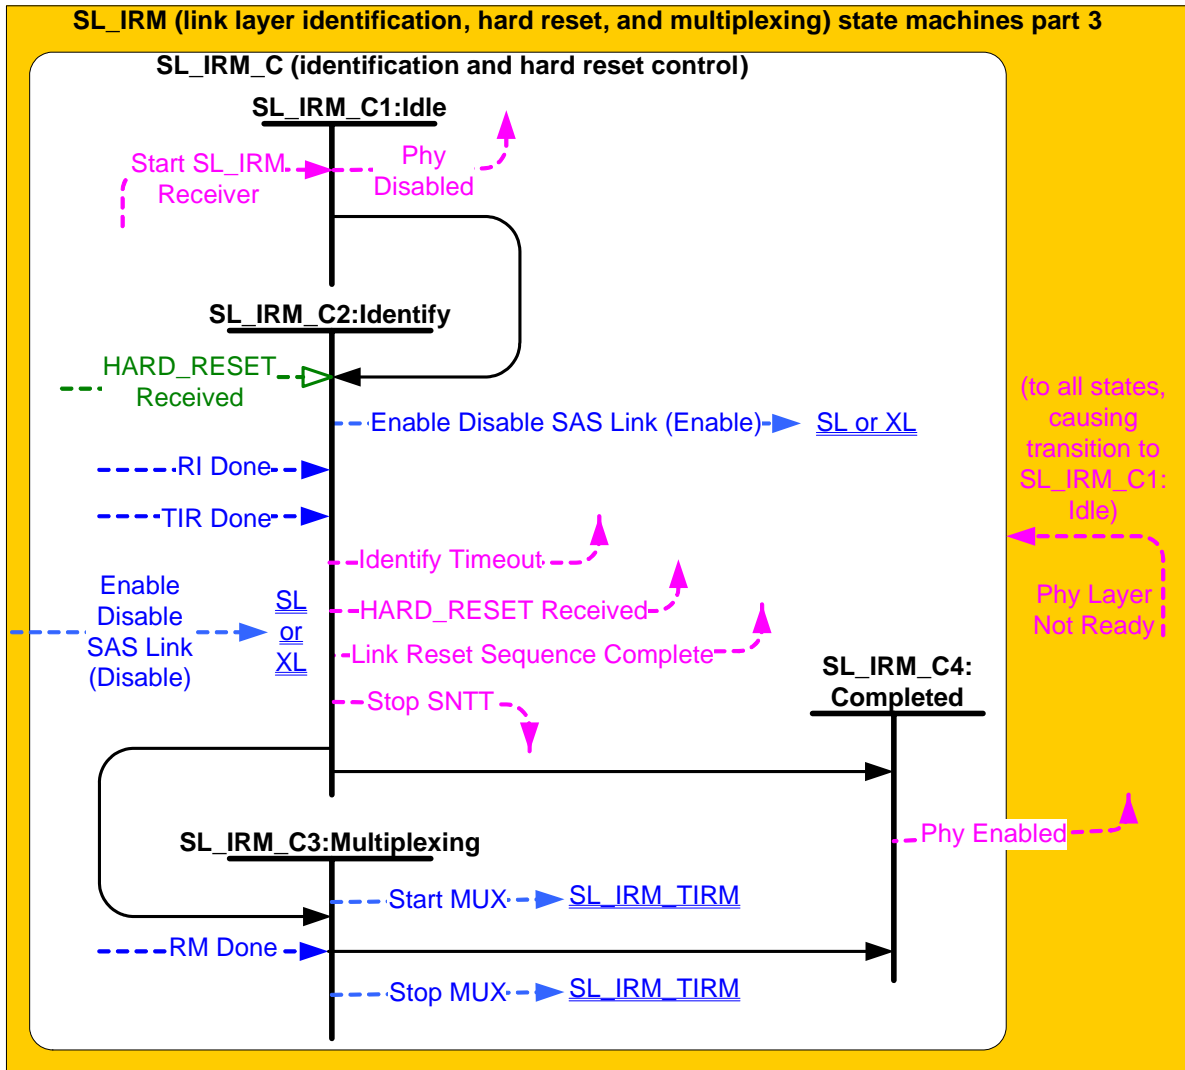 SL_IRM (link layer identification, hard reset, and multiplexing) state machines part 3
SL_IRM_C (identification and hard reset control)
SL_IRM_C1:Idle
Start SL_IRM
Receiver
Phy
Disabled
SL_IRM_C2:Identify
HARD_RESET
Received
Enable Disable SAS Link (Enable)
SL or XL
RI Done
TIR Done
Identify Timeout
Enable
Disable
SAS Link
(Disable)
SL
or
XL
HARD_RESET Received
Link Reset Sequence Complete
Stop SNTT
(to all states,
causing
transition to
SL_IRM_C1:
Idle)
Phy Layer
Not Ready
SL_IRM_C4:
Completed
Phy Enabled
SL_IRM_C3:Multiplexing
Start MUX
SL_IRM_TIRM
RM Done
Stop MUX
SL_IRM_TIRM